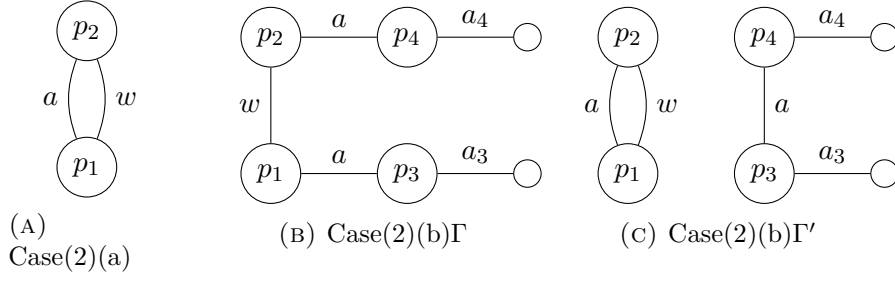 p₂
a w
p₁
(A)
Case(2)(a)
p₂ a p₄ a₄
w
p₁ a p₃ a₃
(B) Case(2)(b)Γ
p₂ p₄ a₄
a w a
p₁ p₃ a₃
(C) Case(2)(b)Γ′